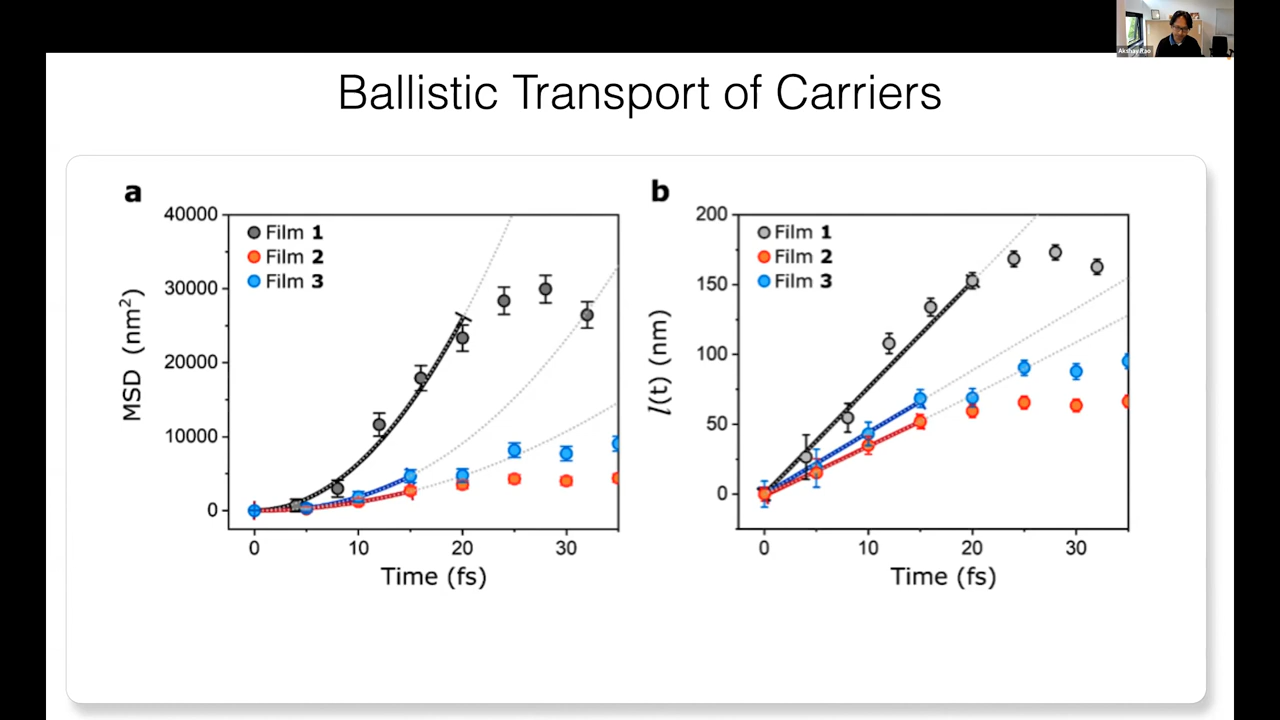 Akshay Rao
Ballistic Transport of Carriers
a
40000
30000
20000
10000
0
MSD (nm²)
Film 1
Film 2
Film 3
0 10 20 30
Time (fs)
b
200
150
100
50
0
l(t) (nm)
Film 1
Film 2
Film 3
0 10 20 30
Time (fs)